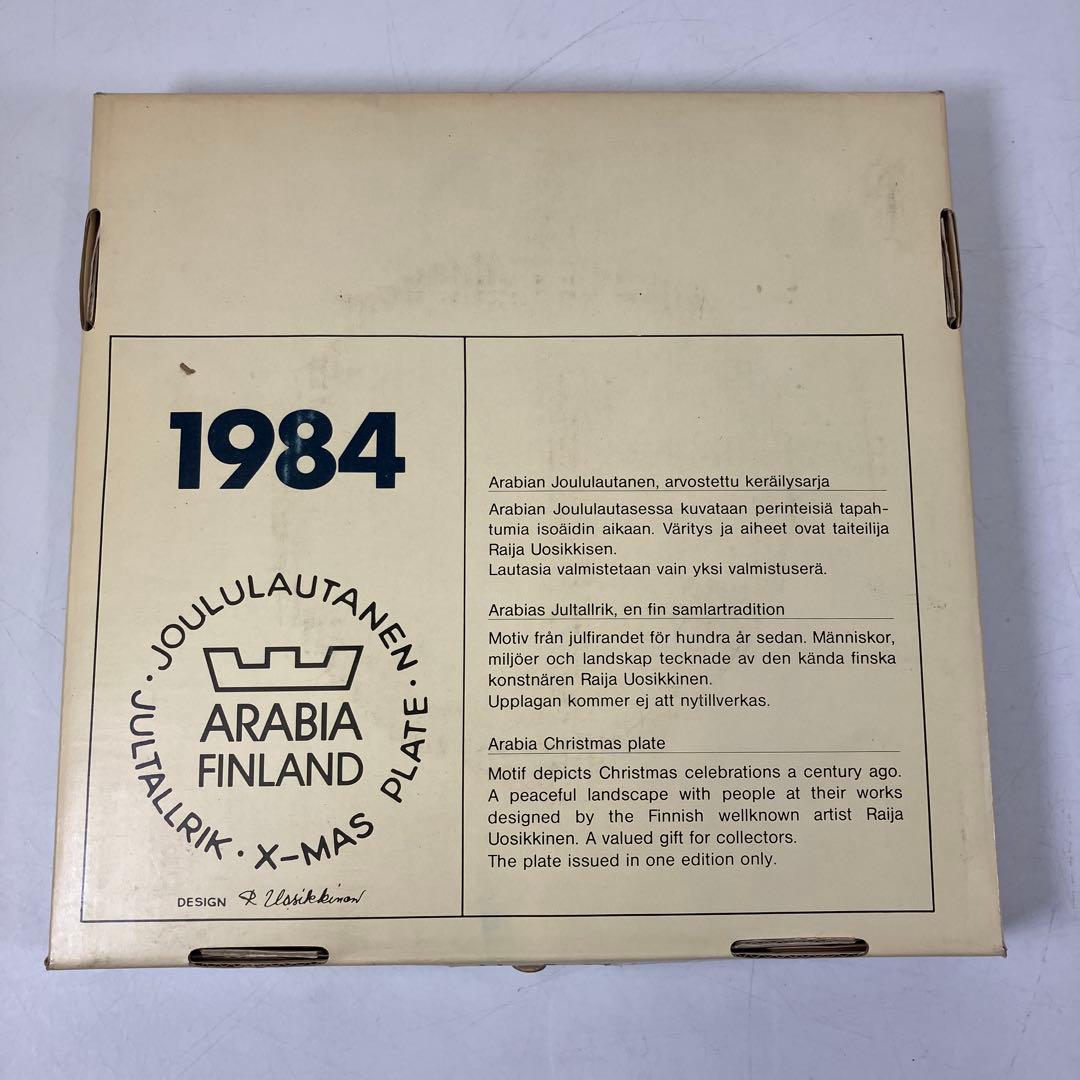 1984
· JOULULAUTANEN · JULTALLRIK · X-MAS PLATE
ARABIA
FINLAND
DESIGN R Uosikkinen
Arabian Joululautanen, arvostettu keräilysarja
Arabian Joululautasessa kuvataan perinteisiä tapah-
tumia isoäidin aikaan. Väritys ja aiheet ovat taiteilija
Raija Uosikkisen.
Lautasia valmistetaan vain yksi valmistuserä.
Arabias Jultallrik, en fin samlartradition
Motiv från julfirandet för hundra år sedan. Människor,
miljöer och landskap tecknade av den kända finska
konstnären Raija Uosikkinen.
Upplagan kommer ej att nytillverkas.
Arabia Christmas plate
Motif depicts Christmas celebrations a century ago.
A peaceful landscape with people at their works
designed by the Finnish wellknown artist Raija
Uosikkinen. A valued gift for collectors.
The plate issued in one edition only.